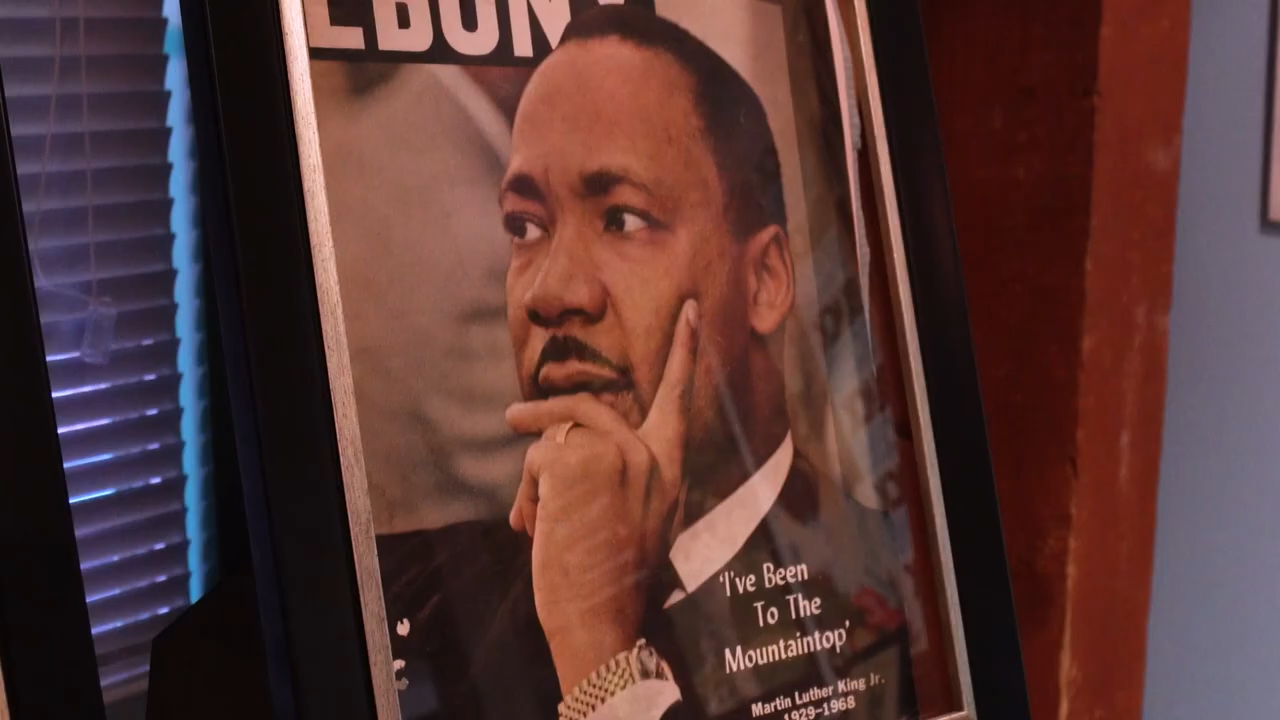 EBONY
'I've Been
To The
Mountaintop'
Martin Luther King Jr.
1929–1968